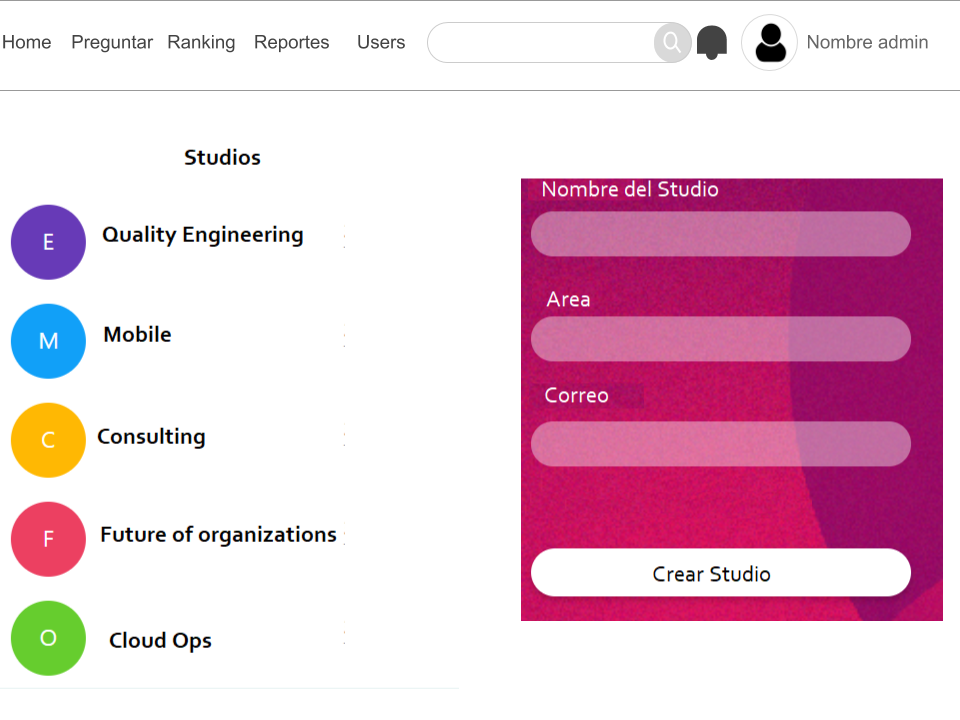 Home Preguntar Ranking Reportes Users Nombre admin
Studios
E Quality Engineering
M Mobile
C Consulting
F Future of organizations
O Cloud Ops
Nombre del Studio
Area
Correo
Crear Studio